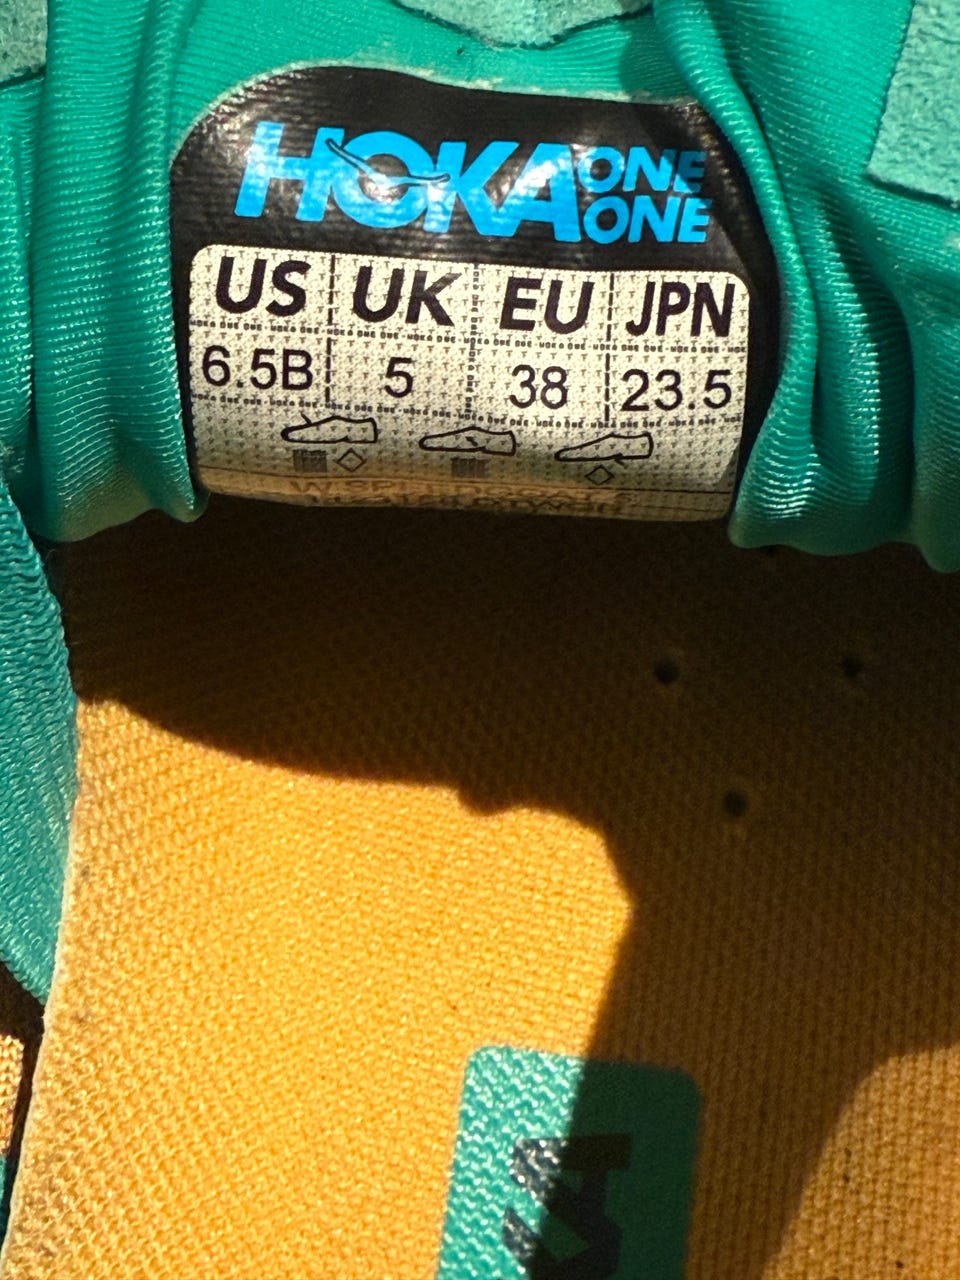 HOKA ONE ONE
US UK EU JPN
6.5B 5 38 23.5